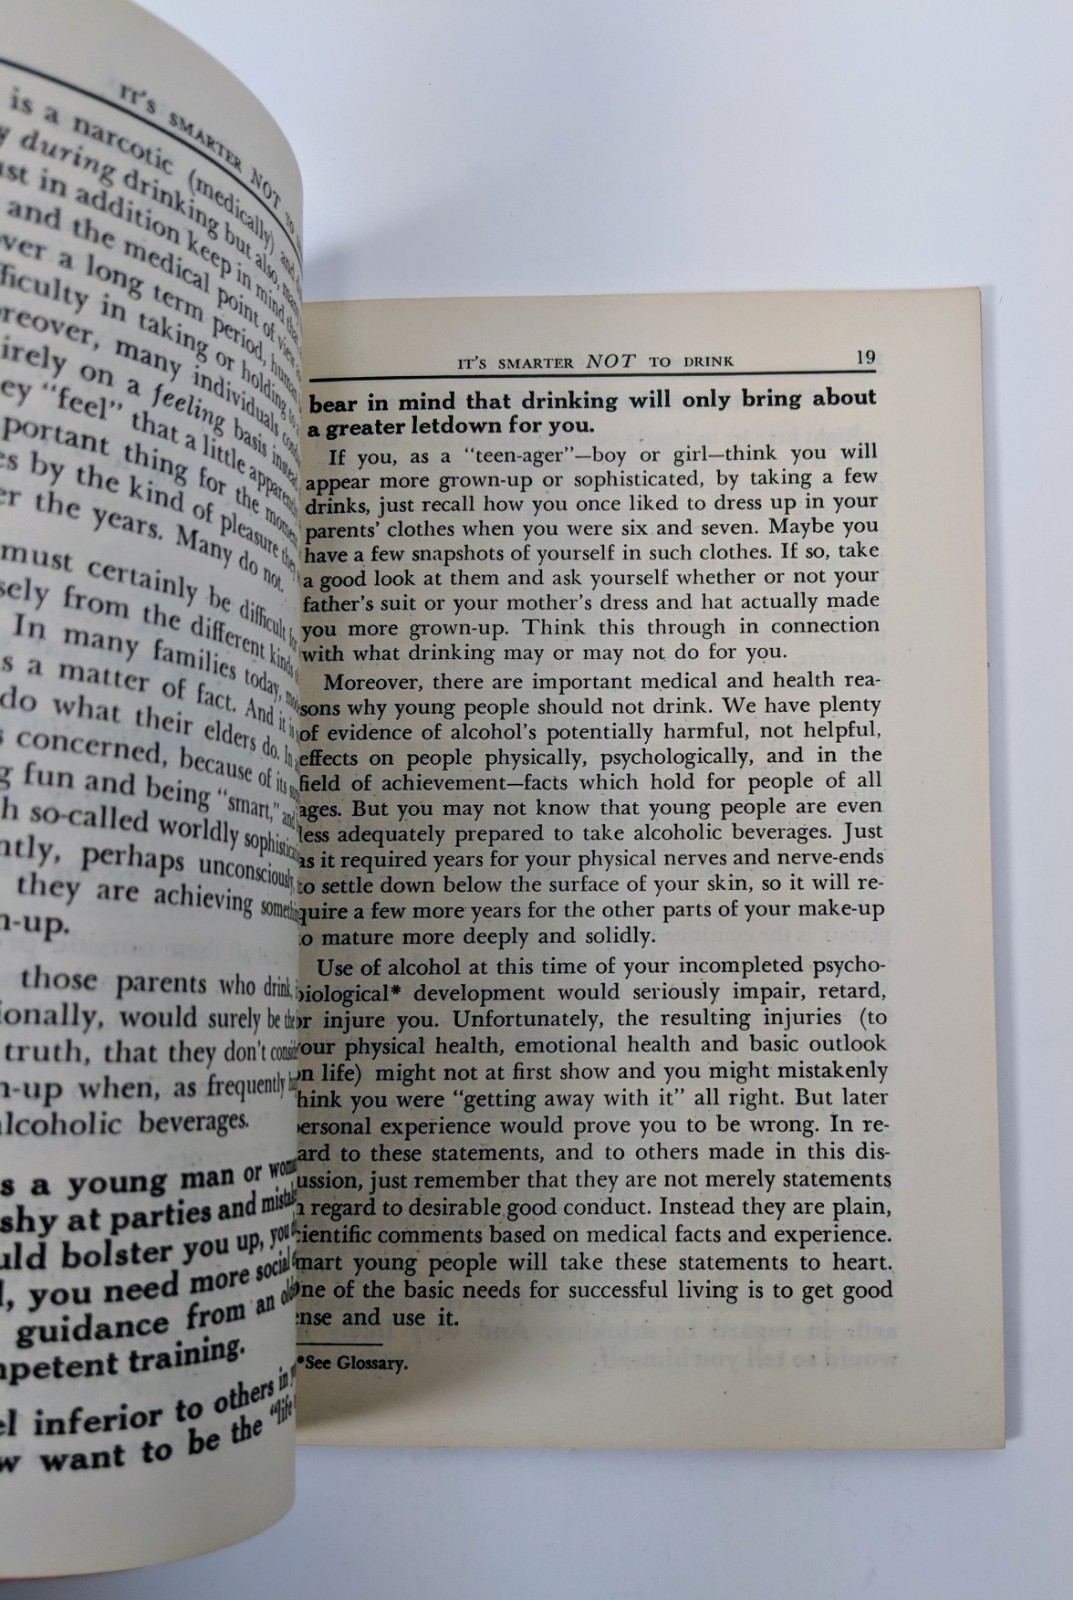 IT'S SMARTER NOT TO
is a narcotic (medically) and
during drinking but also, many
in addition keep in mind that
and the medical point of view,
over a long term period,
difficulty in taking or holding to
many individuals
entirely on a feeling basis
"feel" that a little
important thing for the moment
by the kind of pleasure they
the years. Many do not.
must certainly be difficult for
from the different kinds of
In many families today,
as a matter of fact. And it is
do what their elders do. In
concerned, because of its
fun and being "smart," and
so-called worldly
perhaps unconsciously,
they are achieving something
those parents who drink,
would surely be the
truth, that they don't
when, as frequently
alcoholic beverages.
a young man or
shy at parties and
bolster you up, you
you need more social
guidance from an
training.
inferior to others in
want to be the "life
IT'S SMARTER NOT TO DRINK 19
bear in mind that drinking will only bring about
a greater letdown for you.
If you, as a "teen-ager"—boy or girl—think you will
appear more grown-up or sophisticated, by taking a few
drinks, just recall how you once liked to dress up in your
parents' clothes when you were six and seven. Maybe you
have a few snapshots of yourself in such clothes. If so, take
a good look at them and ask yourself whether or not your
father's suit or your mother's dress and hat actually made
you more grown-up. Think this through in connection
with what drinking may or may not do for you.
Moreover, there are important medical and health rea-
sons why young people should not drink. We have plenty
of evidence of alcohol's potentially harmful, not helpful,
effects on people physically, psychologically, and in the
field of achievement—facts which hold for people of all
ages. But you may not know that young people are even
less adequately prepared to take alcoholic beverages. Just
as it required years for your physical nerves and nerve-ends
to settle down below the surface of your skin, so it will re-
quire a few more years for the other parts of your make-up
to mature more deeply and solidly.
Use of alcohol at this time of your incompleted psycho-
biological* development would seriously impair, retard,
or injure you. Unfortunately, the resulting injuries (to
your physical health, emotional health and basic outlook
on life) might not at first show and you might mistakenly
think you were "getting away with it" all right. But later
personal experience would prove you to be wrong. In re-
gard to these statements, and to others made in this dis-
cussion, just remember that they are not merely statements
in regard to desirable good conduct. Instead they are plain,
scientific comments based on medical facts and experience.
Smart young people will take these statements to heart.
One of the basic needs for successful living is to get good
sense and use it.
*See Glossary.